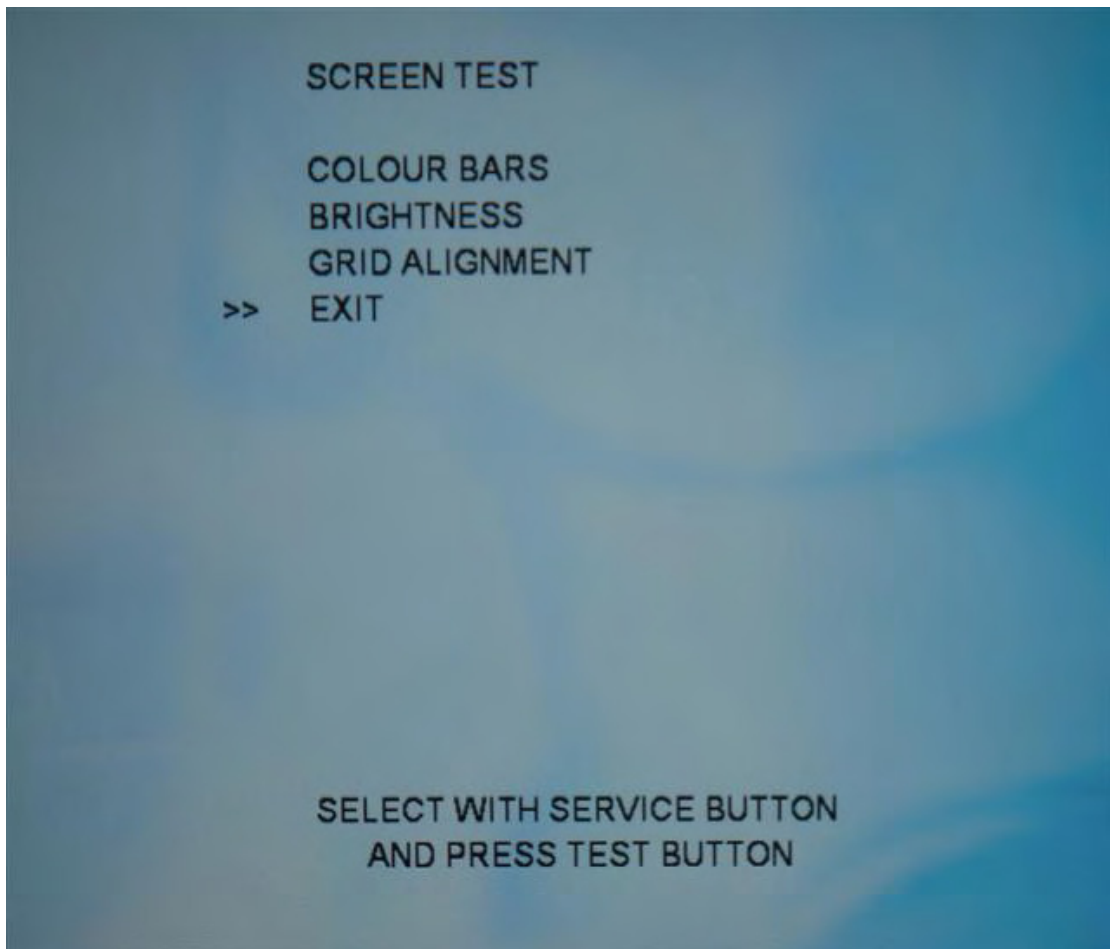 SCREEN TEST
COLOUR BARS
BRIGHTNESS
GRID ALIGNMENT
>> EXIT
SELECT WITH SERVICE BUTTON
AND PRESS TEST BUTTON